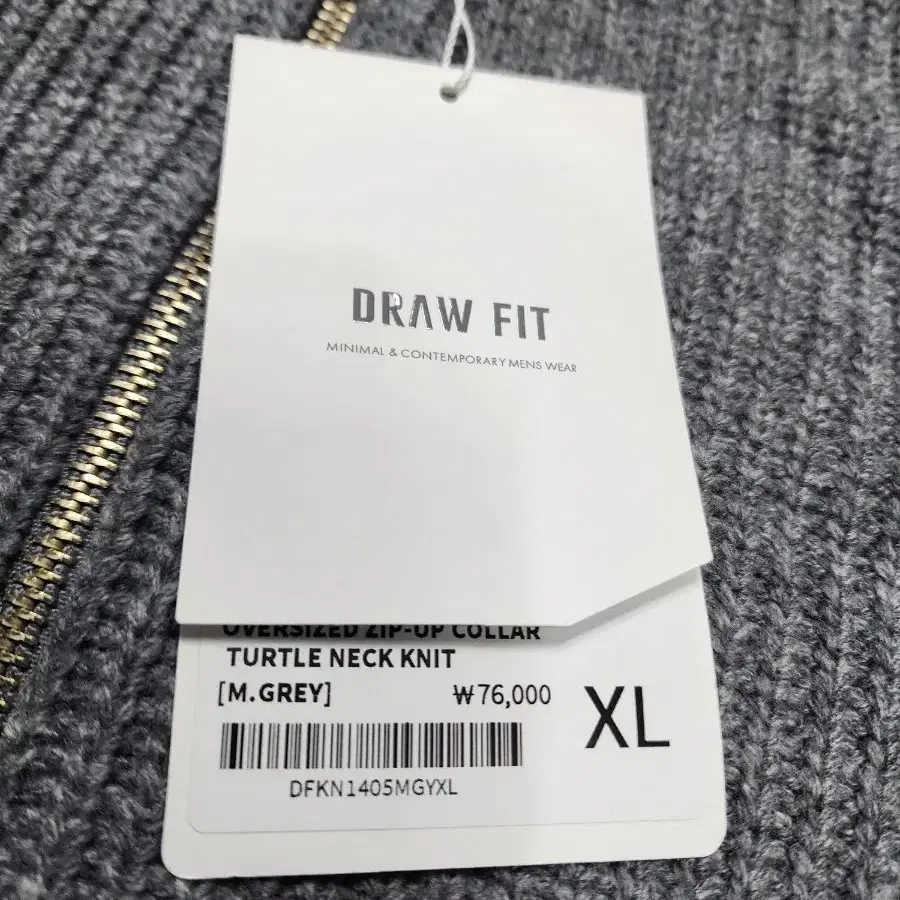 DRAW FIT
MINIMAL & CONTEMPORARY MENS WEAR
OVERSIZED ZIP-UP COLLAR
TURTLE NECK KNIT
[M.GREY] ₩76,000 XL
DFKN1405MGYXL